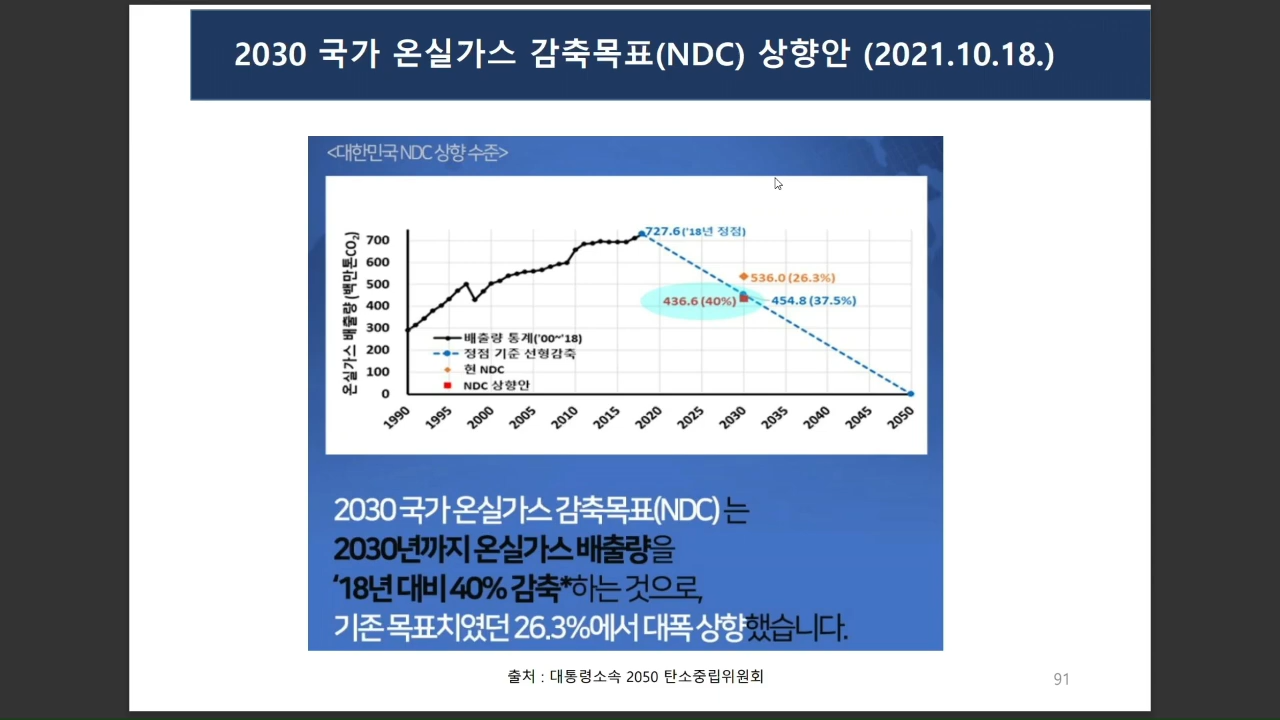 2030 국가 온실가스 감축목표(NDC) 상향안 (2021.10.18.)
<대한민국 NDC 상향 수준>
온실가스 배출량 (백만톤CO₂)
700
600
500
400
300
200
100
0
727.6('18년 정점)
536.0 (26.3%)
436.6 (40%)
454.8 (37.5%)
배출량 통계('00~'18)
정점 기준 선형감축
현 NDC
NDC 상향안
1990
1995
2000
2005
2010
2015
2020
2025
2030
2035
2040
2045
2050
2030 국가 온실가스 감축목표(NDC) 는
2030년까지 온실가스 배출량을
‘18년 대비 40% 감축*하는 것으로,
기존 목표치였던 26.3%에서 대폭 상향했습니다.
출처 : 대통령소속 2050 탄소중립위원회
91